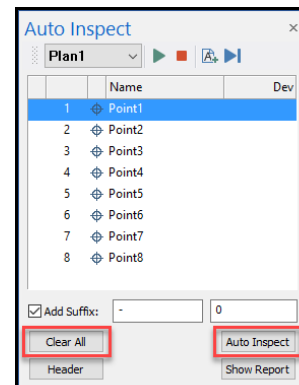 Auto Inspect ×
Plan1
Name Dev
1 Point1
2 Point2
3 Point3
4 Point4
5 Point5
6 Point6
7 Point7
8 Point8
Add Suffix: - 0
Clear All Auto Inspect
Header Show Report